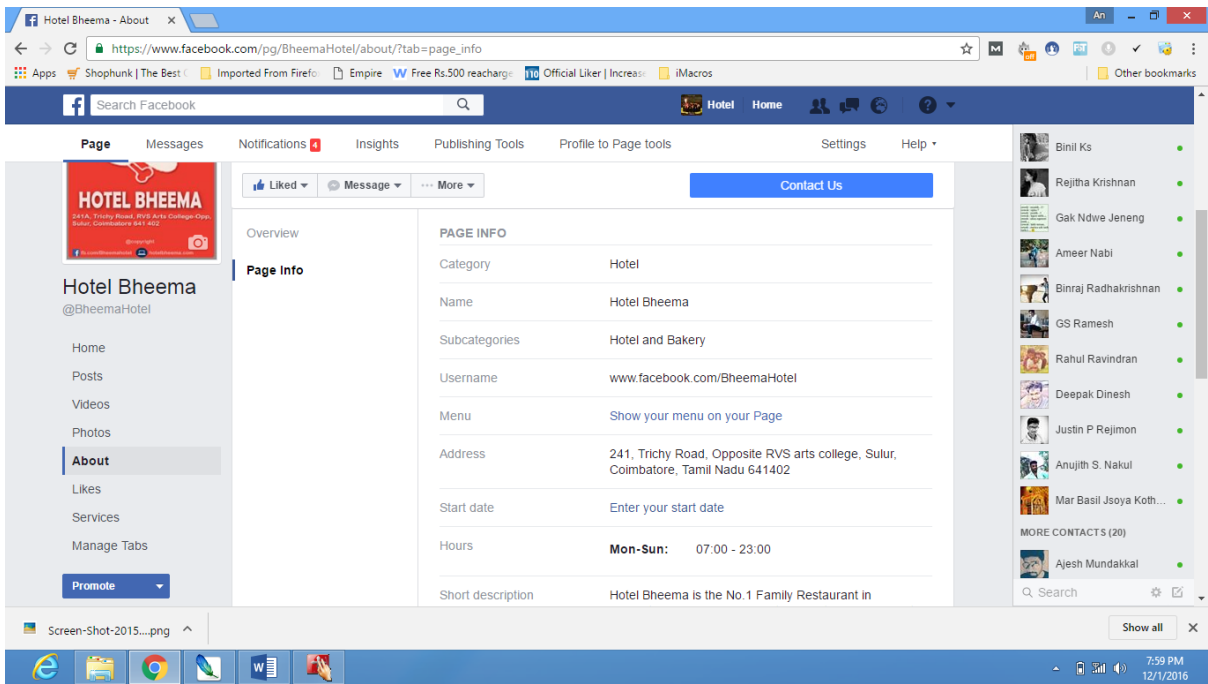 Hotel Bheema - About
An
https://www.facebook.com/pg/BheemaHotel/about/?tab=page_info
Apps Shophunk | The Best Imported From Firefo Empire Free Rs.500 reacharge Official Liker | Increase iMacros Other bookmarks
Search Facebook Hotel Home
Page Messages Notifications 4 Insights Publishing Tools Profile to Page tools Settings Help
HOTEL BHEEMA
241A, Trichy Road, RVS Arts College-Opp,
Sulur, Coimbatore 641 402
Hotel Bheema
@BheemaHotel
Home
Posts
Videos
Photos
About
Likes
Services
Manage Tabs
Promote
Liked Message More Contact Us
Overview
Page Info
PAGE INFO
Category Hotel
Name Hotel Bheema
Subcategories Hotel and Bakery
Username www.facebook.com/BheemaHotel
Menu Show your menu on your Page
Address 241, Trichy Road, Opposite RVS arts college, Sulur,
Coimbatore, Tamil Nadu 641402
Start date Enter your start date
Hours Mon-Sun: 07:00 - 23:00
Short description Hotel Bheema is the No.1 Family Restaurant in
Binil Ks
Rejitha Krishnan
Gak Ndwe Jeneng
Ameer Nabi
Binraj Radhakrishnan
GS Ramesh
Rahul Ravindran
Deepak Dinesh
Justin P Rejimon
Anujith S. Nakul
Mar Basil Jsoya Koth...
MORE CONTACTS (20)
Ajesh Mundakkal
Search
Screen-Shot-2015....png Show all
7:59 PM
12/1/2016